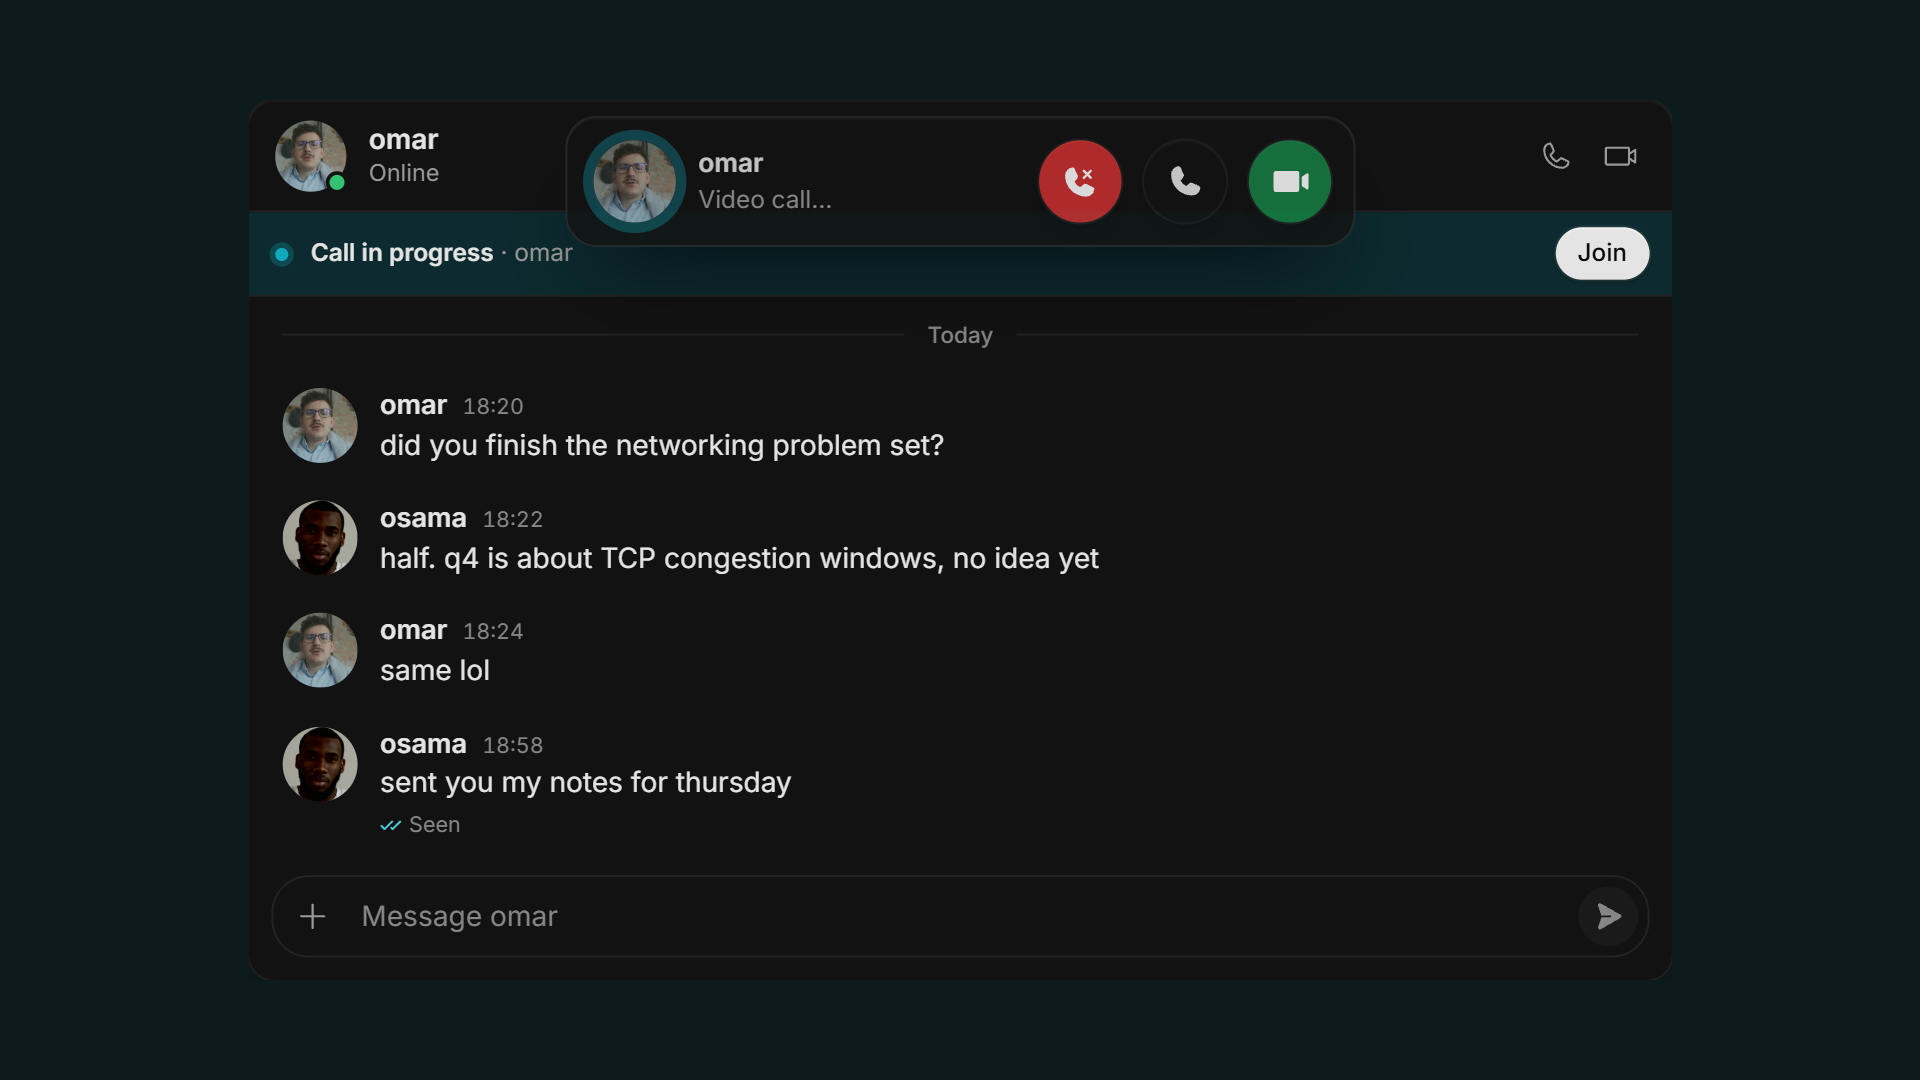 omar
Online
omar
Video call...
Call in progress · omar
Join
Today
omar 18:20
did you finish the networking problem set?
osama 18:22
half. q4 is about TCP congestion windows, no idea yet
omar 18:24
same lol
osama 18:58
sent you my notes for thursday
Seen
Message omar